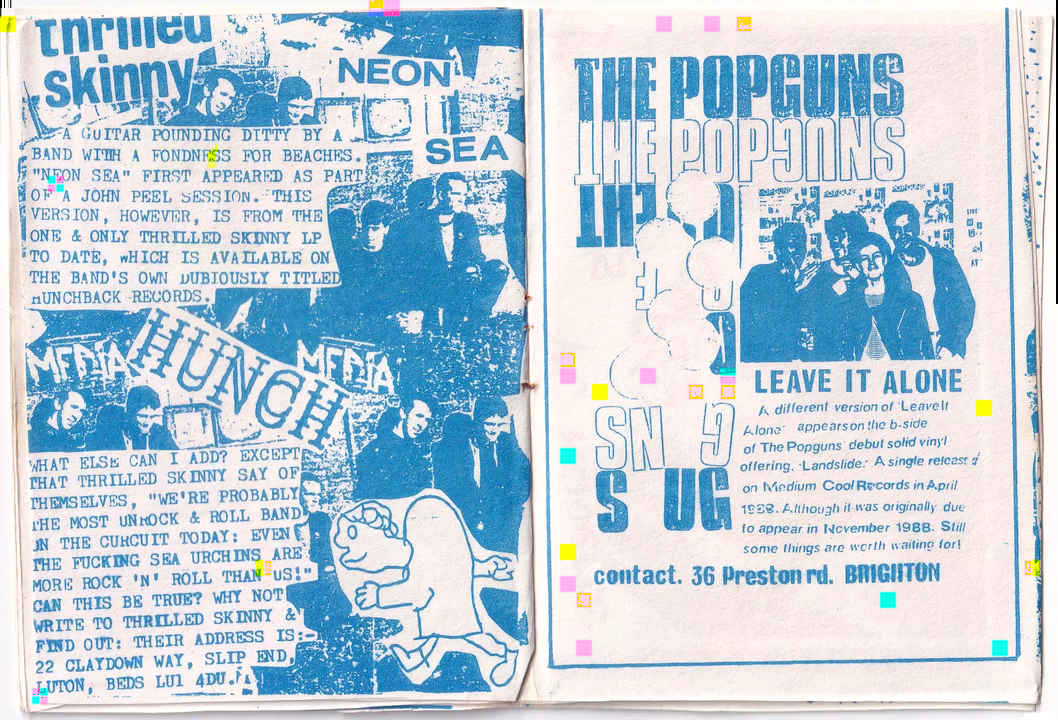 thrilled
skinny
NEON
SEA
A GUITAR POUNDING DITTY BY A
BAND WITH A FONDNESS FOR BEACHES.
"NEON SEA" FIRST APPEARED AS PART
OF A JOHN PEEL SESSION. THIS
VERSION, HOWEVER, IS FROM THE
ONE & ONLY THRILLED SKINNY LP
TO DATE, WHICH IS AVAILABLE ON
THE BAND'S OWN DUBIOUSLY TITLED
HUNCHBACK RECORDS.
MEDIA
HUNCH
MEDIA
WHAT ELSE CAN I ADD? EXCEPT
THAT THRILLED SKINNY SAY OF
THEMSELVES, "WE'RE PROBABLY
THE MOST UNROCK & ROLL BAND
ON THE CURCUIT TODAY: EVEN
THE FUCKING SEA URCHINS ARE
MORE ROCK 'N' ROLL THAN US!"
CAN THIS BE TRUE? WHY NOT
WRITE TO THRILLED SKINNY &
FIND OUT: THEIR ADDRESS IS:-
22 CLAYDOWN WAY, SLIP END,
LUTON, BEDS LU1 4DU.
THE POPGUNS
THE POPGUNS
LEAVE IT ALONE
A different version of 'Leave It
Alone' appears on the b-side
of The Popguns' debut solid vinyl
offering, 'Landslide.' A single released
on Medium Cool Records in April
1989. Although it was originally due
to appear in November 1988. Still
some things are worth waiting for!
contact. 36 Preston rd. BRIGHTON